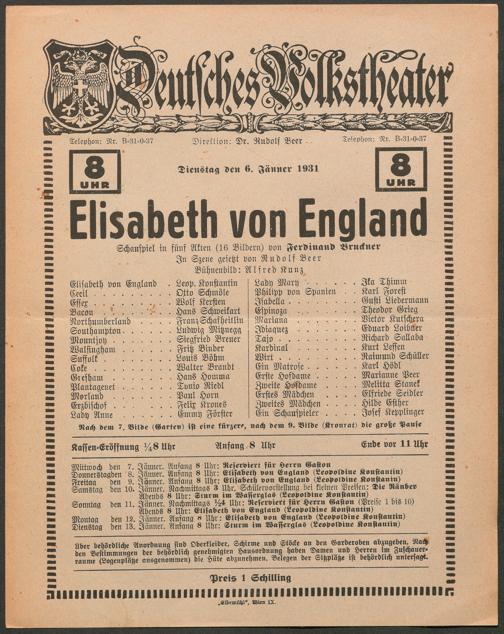 Deutsches Volkstheater
Telephon: Nr. B-31-0-37 Direktion: Dr. Rudolf Beer Telephon: Nr. B-31-0-37
8 UHR Dienstag den 6. Jänner 1931 8 UHR
Elisabeth von England
Schauspiel in fünf Akten (16 Bildern) von Ferdinand Bruckner
In Szene gesetzt von Rudolf Beer
Bühnenbild: Alfred Kunz
Elisabeth von England . . Leop. Konstantin
Cecil . . Otto Schmöle
Essex . . Wolf Kersten
Bacon . . Hans Schweikart
Northumberland . . Franz Schafheitlin
Southampton . . Ludwig
Mountjoy . . Siegfried Breuer
Walsingham . . Fritz Binder
Suffolk . . Louis Böhm
Coke . . Walter Brandt
Gresham . . Hans Homma
Plantagenet . . Tonio Riedl
Morland . . Paul Horn
Erzbischof . . Felix Krones
Lady Anne . . Emmy Förster
Lady Mary . . Ika Thimm
Philipp von Spanien . . Karl Forest
Isabella . . Gusti Liedermann
Espinoza . . Theodor Grieg
Mariana . . Viktor Kutschera
Idiaquez . . Eduard Loibner
Tajo . . Richard Sallaba
Kardinal . . Kurt Lessen
Wirt . . Raimund Schüller
Ein Matrose . . Karl Hödl
Erste Hofdame . . Marianne Beer
Zweite Hofdame . . Melitta Stanek
Erstes Mädchen . . Elfriede Seidler
Zweites Mädchen . . Hilde Esther
Ein Schauspieler . . Josef Kepplinger
Nach dem 7. Bilde (Garten) ist eine kürzere, nach dem 9. Bilde (Kronrat) die große Pause
Kassen-Eröffnung 1/4 8 Uhr Anfang 8 Uhr Ende vor 11 Uhr
Mittwoch den 7. Jänner. Anfang 8 Uhr: Reserviert für Herrn Gaston
Donnerstag den 8. Jänner. Anfang 8 Uhr: Elisabeth von England (Leopoldine Konstantin)
Freitag den 9. Jänner. Anfang 8 Uhr: Elisabeth von England (Leopoldine Konstantin)
Samstag den 10. Jänner. Nachmittags 3 Uhr, Schülervorstellung bei kleinen Preisen: Die Räuber
Abends 8 Uhr: Sturm im Wasserglas (Leopoldine Konstantin)
Sonntag den 11. Jänner. Nachmittags Uhr: Reserviert für Herrn Gaston (Preise 1 bis 10)
Abends 8 Uhr: Elisabeth von England (Leopoldine Konstantin)
Montag den 12. Jänner. Anfang 8 Uhr: Elisabeth von England (Leopoldine Konstantin)
Dienstag den 13. Jänner. Anfang 8 Uhr: Sturm im Wasserglas (Leopoldine Konstantin)
Über behördliche Anordnung sind Oberkleider, Schirme und Stöcke an den Garderoben abzugeben. Nach
den Bestimmungen der behördlich genehmigten Hausordnung haben Damen und Herren im Zuschauer-
raume (Logenplätze ausgenommen) die Hüte abzunehmen. Belegen der Sitzplätze ist behördlich untersagt.
Preis 1 Schilling
„Elbemühl", Wien IX.